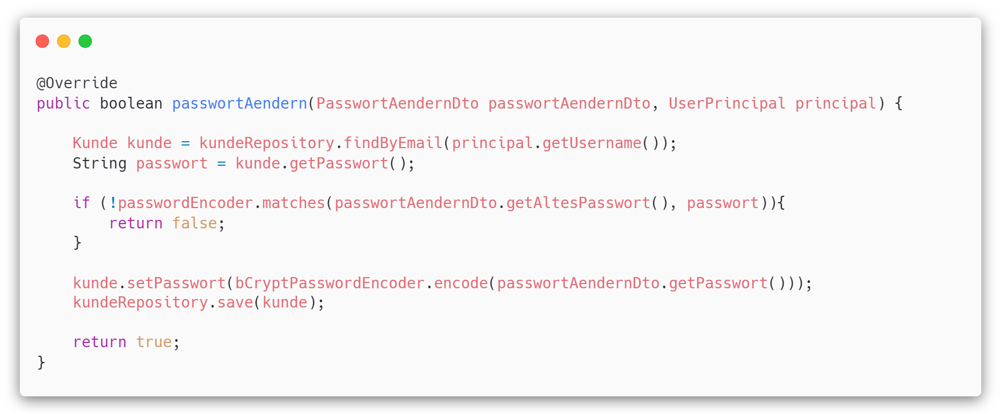 @Override
public boolean passwortAendern(PasswortAendernDto passwortAendernDto, UserPrincipal principal) {
    Kunde kunde = kundeRepository.findByEmail(principal.getUsername());
    String passwort = kunde.getPasswort();
    if (!passwordEncoder.matches(passwortAendernDto.getAltesPasswort(), passwort)){
        return false;
    }
    kunde.setPasswort(bCryptPasswordEncoder.encode(passwortAendernDto.getPasswort()));
    kundeRepository.save(kunde);
    return true;
}